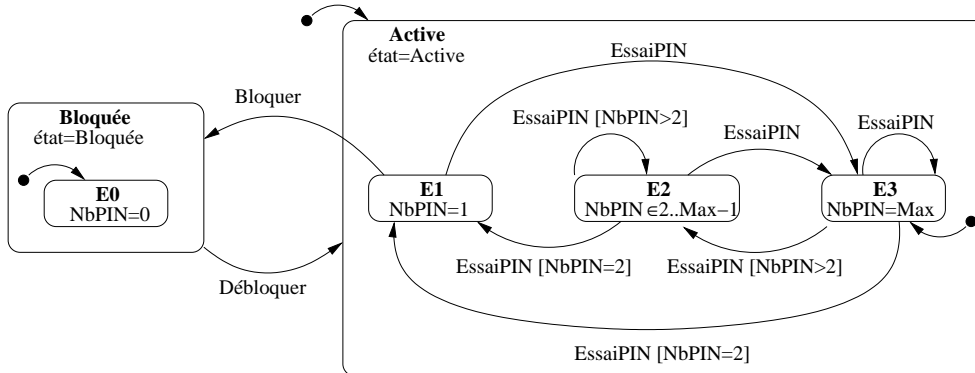 Active
état=Active
EssaiPIN
Bloquer
Bloquée
état=Bloquée
EssaiPIN [NbPIN>2]
EssaiPIN
EssaiPIN
E0
NbPIN=0
E1
NbPIN=1
E2
NbPIN∈2..Max−1
E3
NbPIN=Max
EssaiPIN [NbPIN=2]
EssaiPIN [NbPIN>2]
Débloquer
EssaiPIN [NbPIN=2]